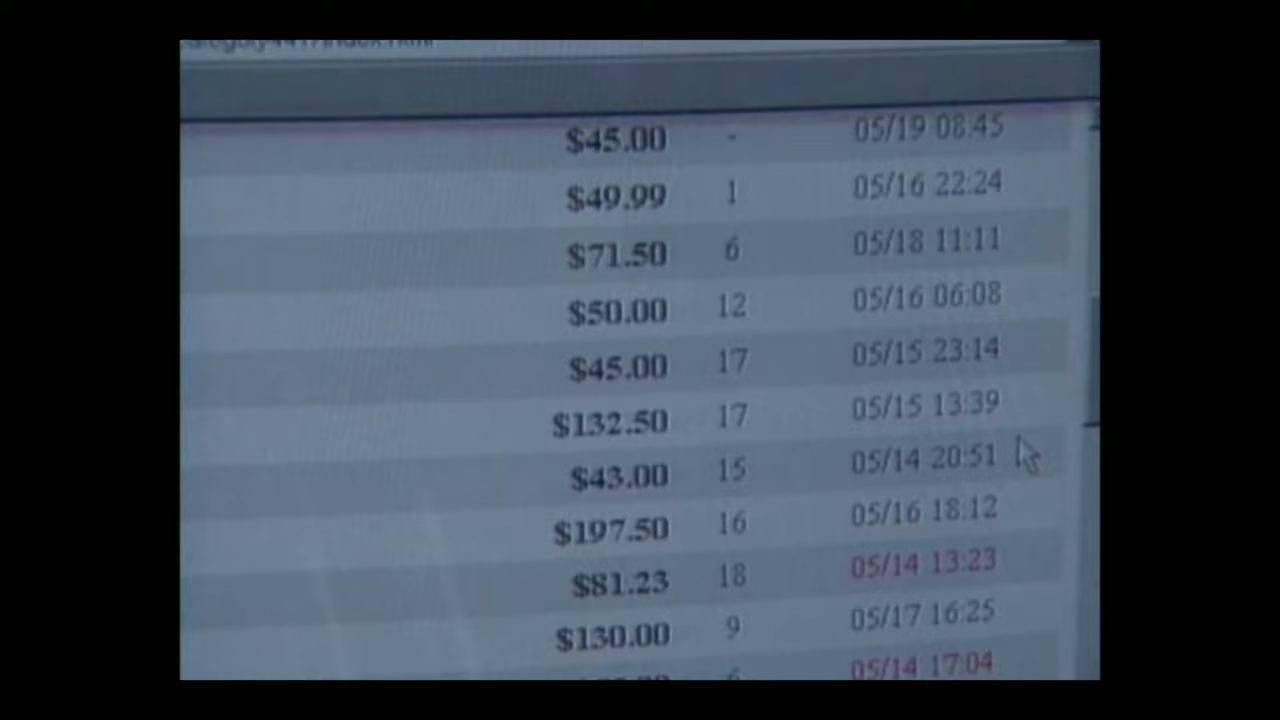 $45.00 - 05/19 08:45
$49.99 1 05/16 22:24
$71.50 6 05/18 11:11
$50.00 12 05/16 06:08
$45.00 17 05/15 23:14
$132.50 17 05/15 13:39
$43.00 15 05/14 20:51
$197.50 16 05/16 18:12
$81.23 18 05/14 13:23
$130.00 9 05/17 16:25
05/14 17:04